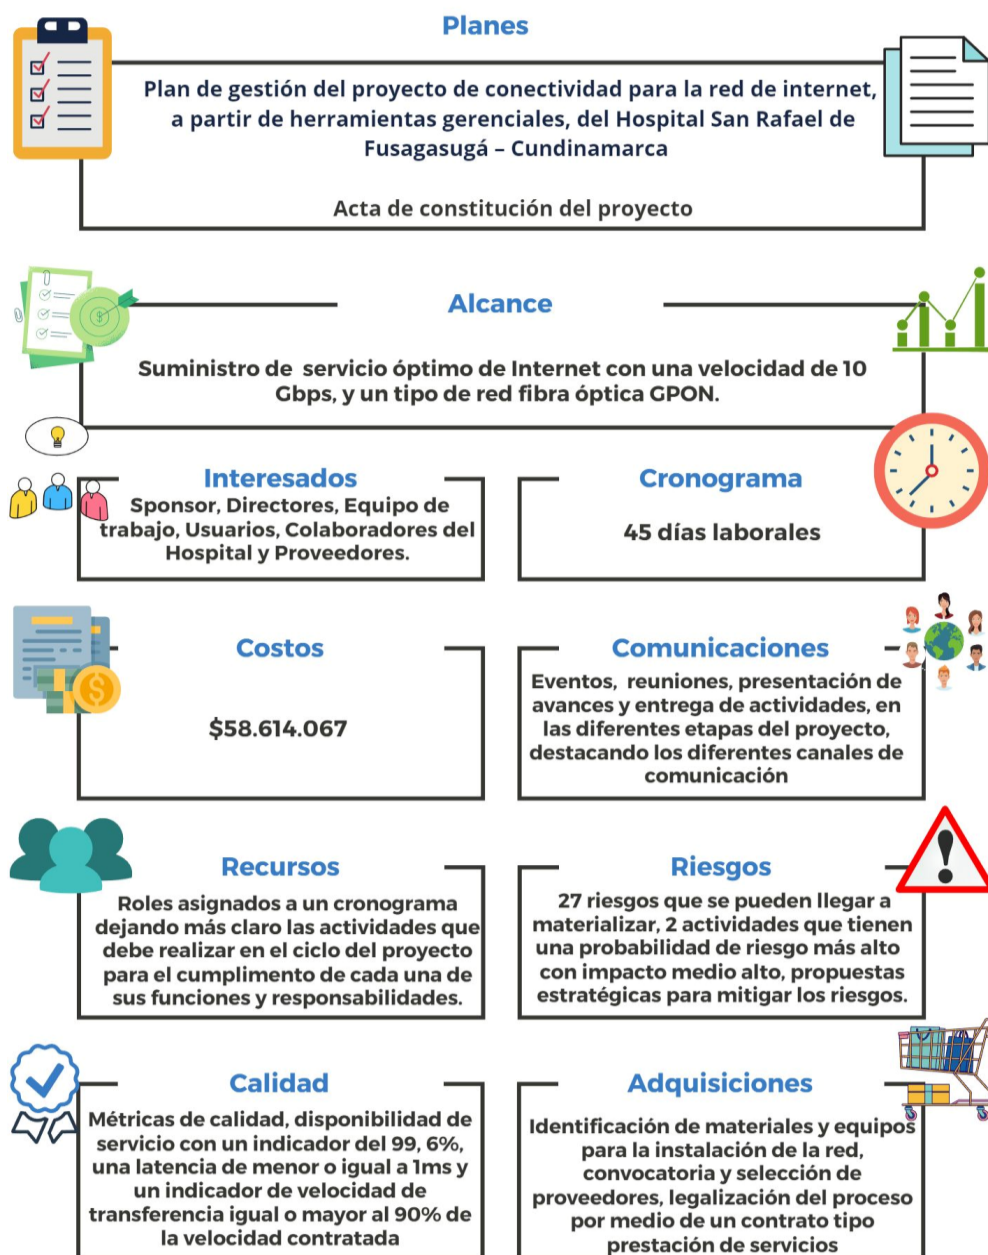 Planes
Plan de gestión del proyecto de conectividad para la red de internet,
a partir de herramientas gerenciales, del Hospital San Rafael de
Fusagasugá – Cundinamarca
Acta de constitución del proyecto
Alcance
Suministro de servicio óptimo de Internet con una velocidad de 10
Gbps, y un tipo de red fibra óptica GPON.
Interesados
Sponsor, Directores, Equipo de
trabajo, Usuarios, Colaboradores del
Hospital y Proveedores.
Cronograma
45 días laborales
Costos
$58.614.067
Comunicaciones
Eventos, reuniones, presentación de
avances y entrega de actividades, en
las diferentes etapas del proyecto,
destacando los diferentes canales de
comunicación
Recursos
Roles asignados a un cronograma
dejando más claro las actividades que
debe realizar en el ciclo del proyecto
para el cumplimento de cada una de
sus funciones y responsabilidades.
Riesgos
27 riesgos que se pueden llegar a
materializar, 2 actividades que tienen
una probabilidad de riesgo más alto
con impacto medio alto, propuestas
estratégicas para mitigar los riesgos.
Calidad
Métricas de calidad, disponibilidad de
servicio con un indicador del 99, 6%,
una latencia de menor o igual a 1ms y
un indicador de velocidad de
transferencia igual o mayor al 90% de
la velocidad contratada
Adquisiciones
Identificación de materiales y equipos
para la instalación de la red,
convocatoria y selección de
proveedores, legalización del proceso
por medio de un contrato tipo
prestación de servicios